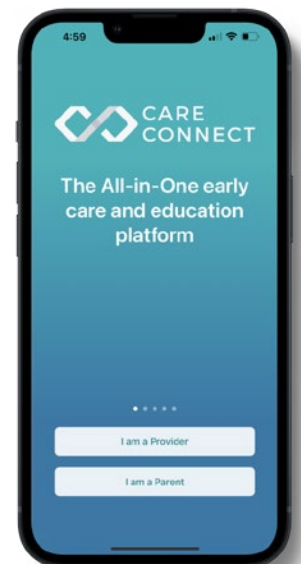 4:59
CARE
CONNECT
The All-in-One early
care and education
platform
I am a Provider
I am a Parent